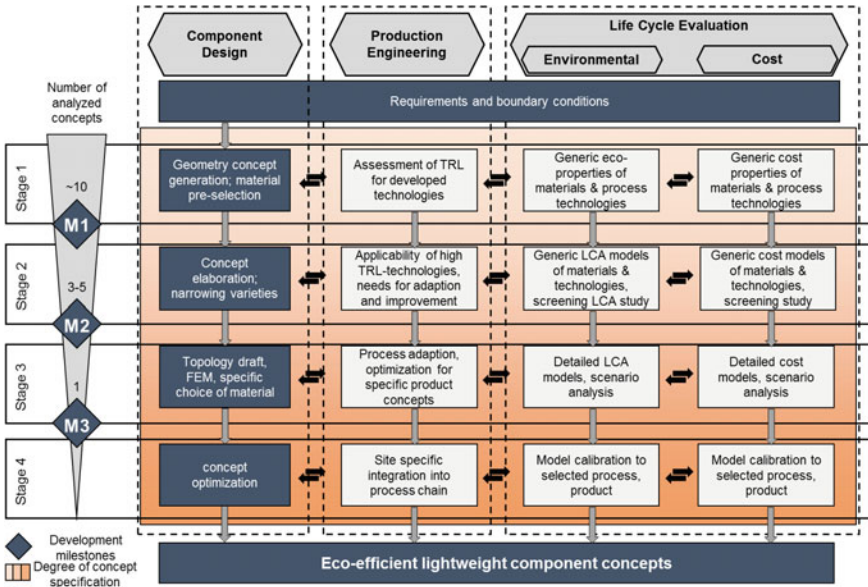 Component
Design
Production
Engineering
Life Cycle Evaluation
Environmental
Cost
Number of
analyzed
concepts
Requirements and boundary conditions
Stage 1
~10
Geometry concept
generation; material
pre-selection
Assessment of TRL
for developed
technologies
Generic eco-
properties of
materials & process
technologies
Generic cost
properties of
materials & process
technologies
M1
Stage 2
3-5
Concept
elaboration;
narrowing varieties
Applicability of high
TRL-technologies,
needs for adaption
and improvement
Generic LCA models
of materials &
technologies,
screening LCA study
Generic cost models
of materials &
technologies,
screening study
M2
Stage 3
1
Topology draft,
FEM, specific
choice of material
Process adaption,
optimization for
specific product
concepts
Detailed LCA
models, scenario
analysis
Detailed cost
models, scenario
analysis
M3
Stage 4
concept
optimization
Site specific
integration into
process chain
Model calibration to
selected process,
product
Model calibration to
selected process,
product
Development
milestones
Degree of concept
specification
Eco-efficient lightweight component concepts